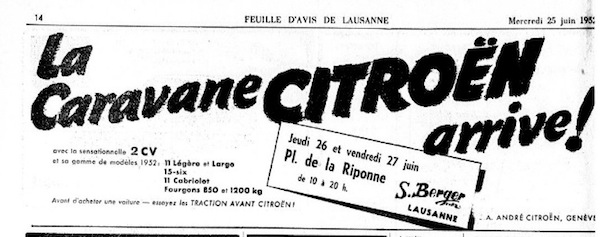 14 FEUILLE D'AVIS DE LAUSANNE Mercredi 25 juin 1952
La
Caravane CITROËN
arrive!
avec la sensationnelle 2 CV
et sa gamme de modèles 1952: 11 Légère et Large
15-six
11 Cabriolet
Fourgons 850 et 1200 kg
Avant d'acheter une voiture — essayez les TRACTION AVANT CITROËN!
Jeudi 26 et vendredi 27 juin
Pl. de la Riponne
de 10 à 20 h.
S. Berger
LAUSANNE
S.A. ANDRÉ CITROËN, GENÈVE